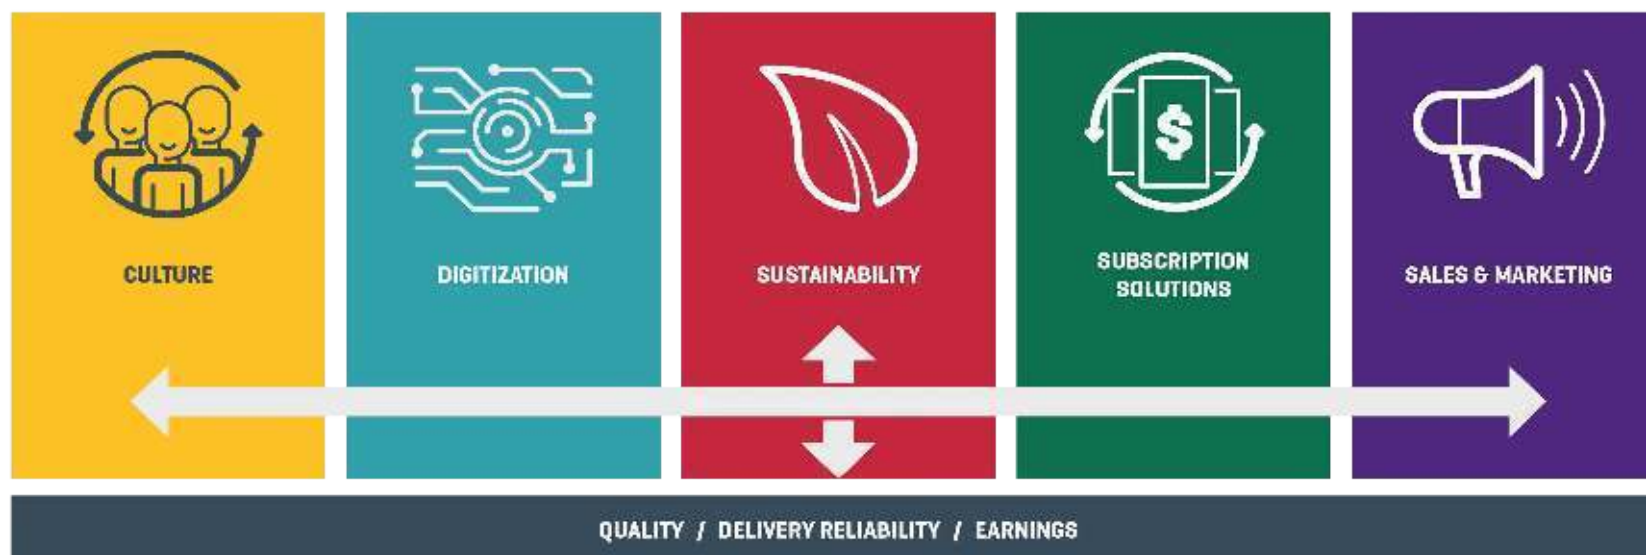 CULTURE
DIGITIZATION
SUSTAINABILITY
SUBSCRIPTION
SOLUTIONS
SALES & MARKETING
$
QUALITY / DELIVERY RELIABILITY / EARNINGS